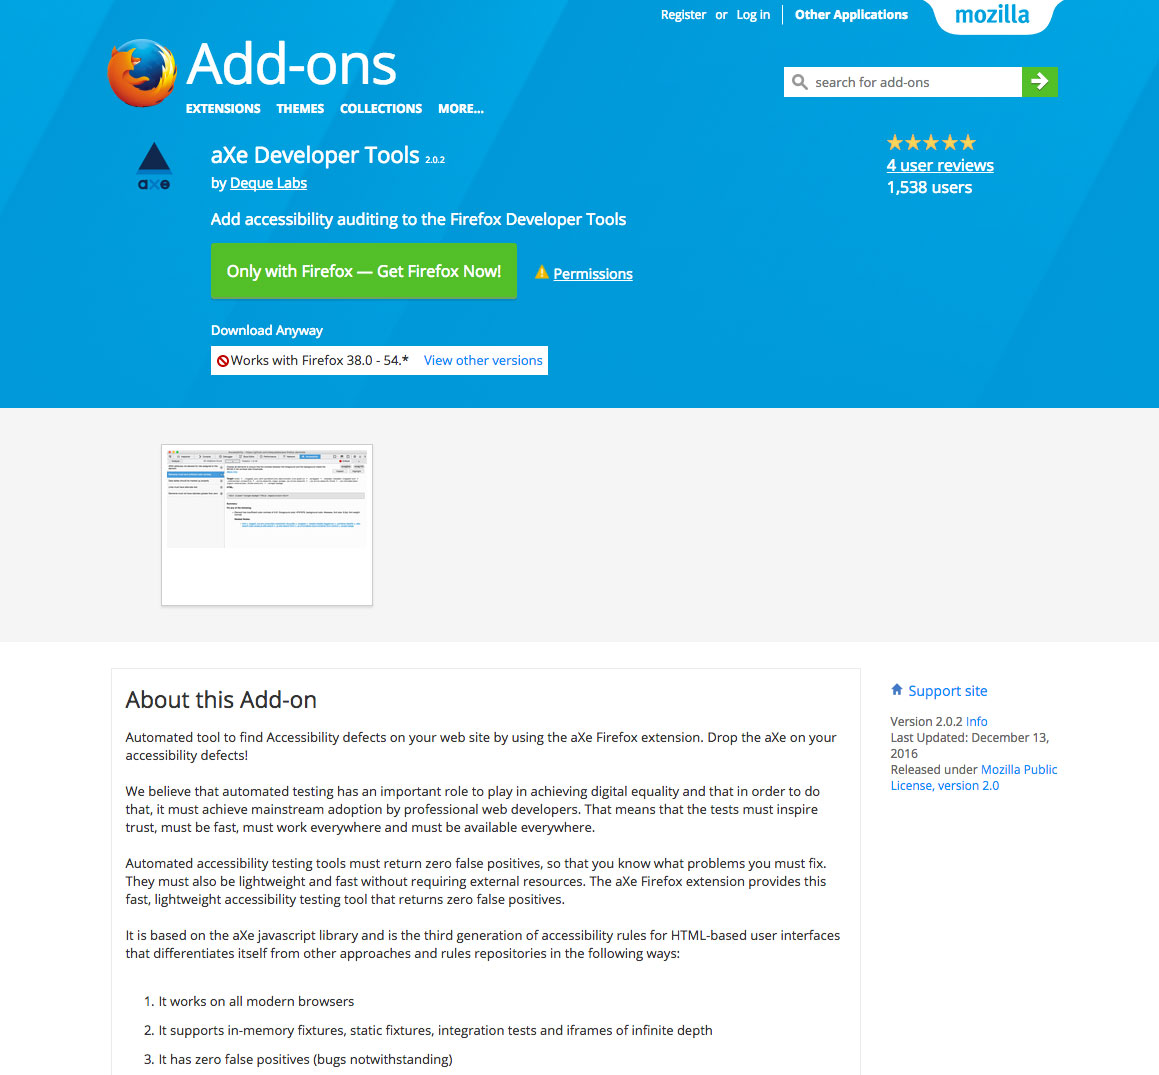 Register or Log in Other Applications mozilla
Add-ons
search for add-ons
EXTENSIONS THEMES COLLECTIONS MORE...
aXe
aXe Developer Tools 2.0.2
4 user reviews
by Deque Labs
1,538 users
Add accessibility auditing to the Firefox Developer Tools
Only with Firefox — Get Firefox Now!
Permissions
Download Anyway
Works with Firefox 38.0 - 54.* View other versions
About this Add-on
Automated tool to find Accessibility defects on your web site by using the aXe Firefox extension. Drop the aXe on your
accessibility defects!
We believe that automated testing has an important role to play in achieving digital equality and that in order to do
that, it must achieve mainstream adoption by professional web developers. That means that the tests must inspire
trust, must be fast, must work everywhere and must be available everywhere.
Automated accessibility testing tools must return zero false positives, so that you know what problems you must fix.
They must also be lightweight and fast without requiring external resources. The aXe Firefox extension provides this
fast, lightweight accessibility testing tool that returns zero false positives.
It is based on the aXe javascript library and is the third generation of accessibility rules for HTML-based user interfaces
that differentiates itself from other approaches and rules repositories in the following ways:
1. It works on all modern browsers
2. It supports in-memory fixtures, static fixtures, integration tests and iframes of infinite depth
3. It has zero false positives (bugs notwithstanding)
Support site
Version 2.0.2 Info
Last Updated: December 13,
2016
Released under Mozilla Public
License, version 2.0